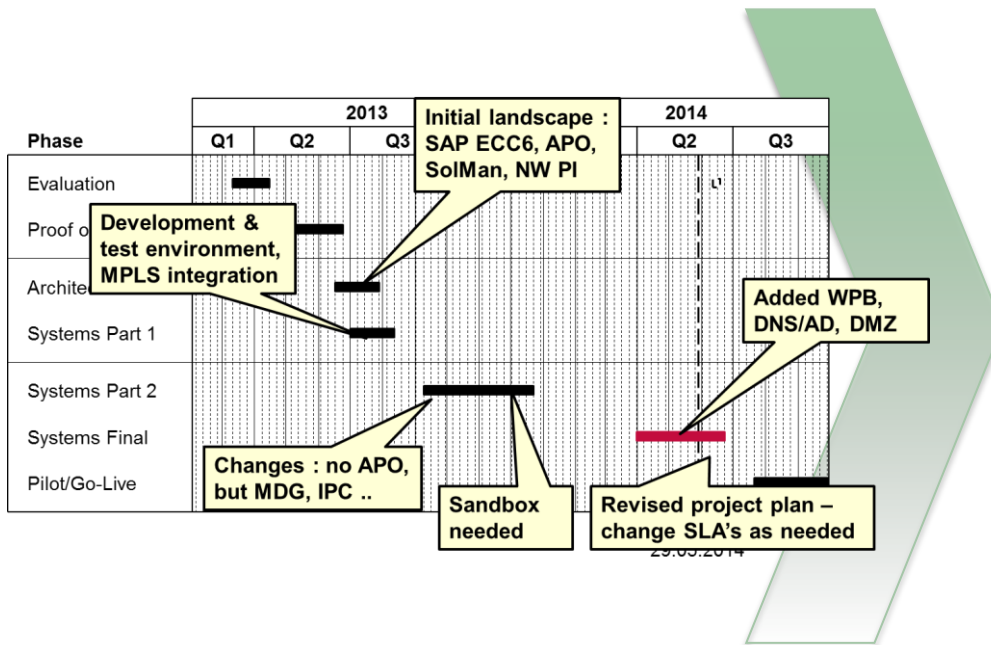 2013
2014
Phase
Q1
Q2
Q3
Q2
Q3
Initial landscape :
SAP ECC6, APO,
SolMan, NW PI
Evaluation
Proof
Development &
test environment,
MPLS integration
Systems Part 1
Added WPB,
DNS/AD, DMZ
Systems Part 2
Systems Final
Pilot/Go-Live
Changes : no APO,
but MDG, IPC ..
Sandbox
needed
Revised project plan –
change SLA's as needed